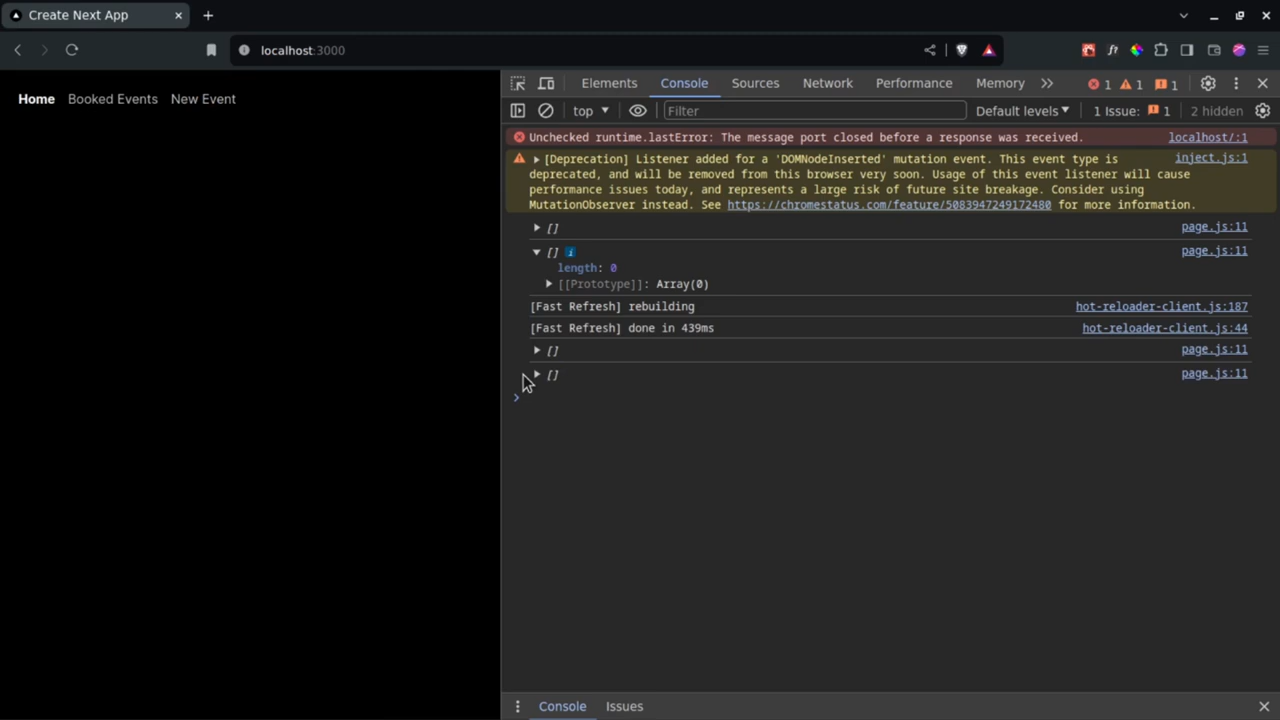 Create Next App
localhost:3000
Home Booked Events New Event
Elements Console Sources Network Performance Memory 1 1 1
top Filter Default levels 1 Issue: 1 2 hidden
Unchecked runtime.lastError: The message port closed before a response was received. localhost/:1
[Deprecation] Listener added for a 'DOMNodeInserted' mutation event. This event type is inject.js:1
deprecated, and will be removed from this browser very soon. Usage of this event listener will cause
performance issues today, and represents a large risk of future site breakage. Consider using
MutationObserver instead. See https://chromestatus.com/feature/5083947249172480 for more information.
[] page.js:11
[] i page.js:11
length: 0
[[Prototype]]: Array(0)
[Fast Refresh] rebuilding hot-reloader-client.js:187
[Fast Refresh] done in 439ms hot-reloader-client.js:44
[] page.js:11
[] page.js:11
Console Issues